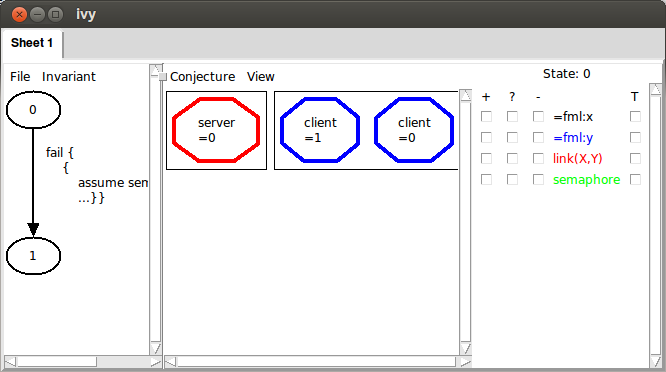 ivy
Sheet 1
File Invariant
0
fail {
{
assume sem
...}}
1
Conjecture View
server
=0
client
=1
client
=0
State: 0
+ ? - T
=fml:x
=fml:y
link(X,Y)
semaphore